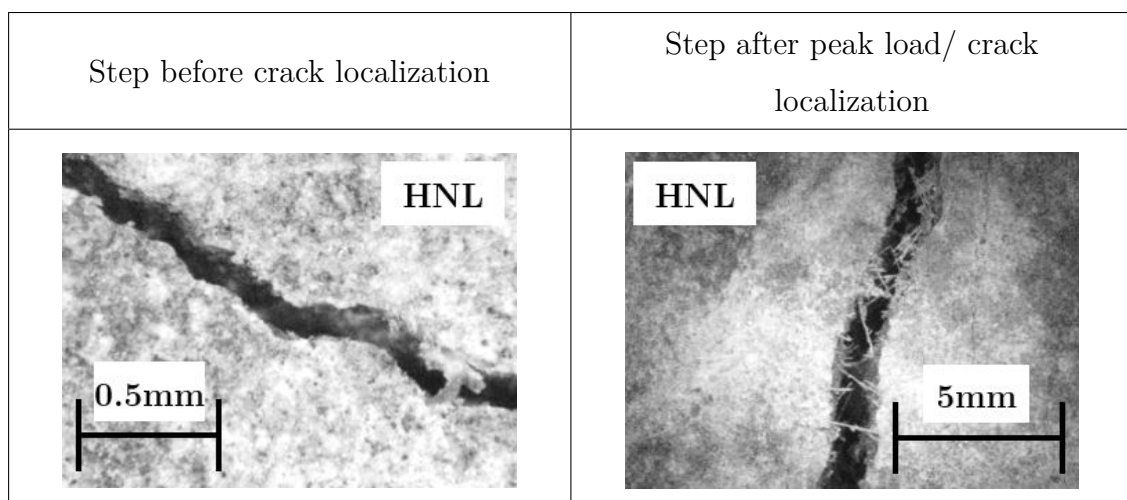 Step before crack localization
Step after peak load/ crack
localization
HNL
0.5mm
HNL
5mm